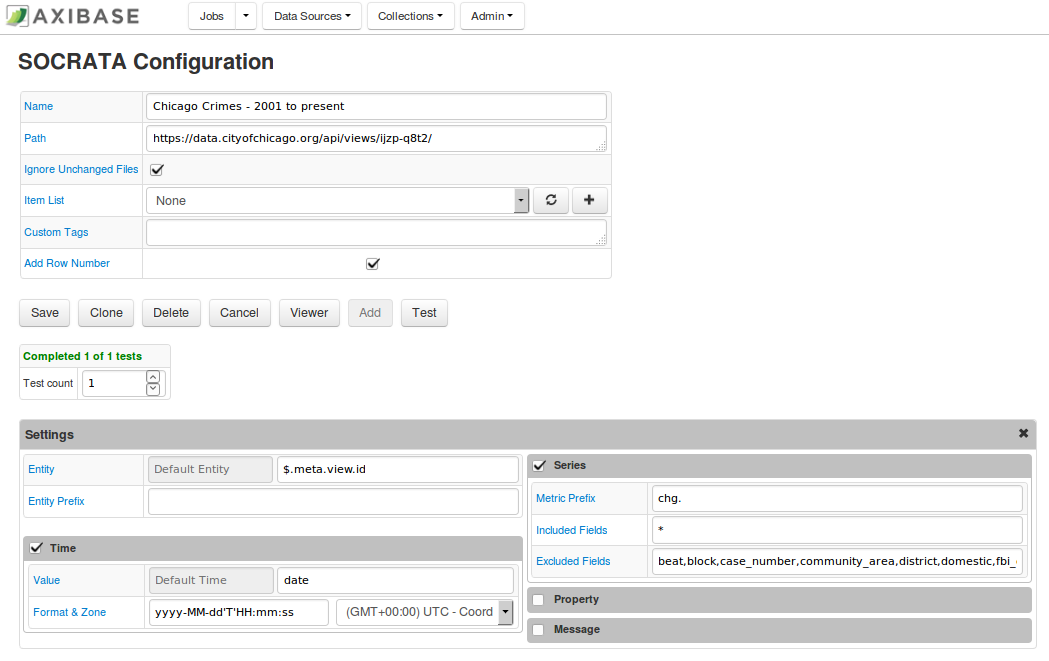 AXIBASE
Jobs Data Sources Collections Admin
SOCRATA Configuration
Name Chicago Crimes - 2001 to present
Path https://data.cityofchicago.org/api/views/ijzp-q8t2/
Ignore Unchanged Files
Item List None
Custom Tags
Add Row Number
Save Clone Delete Cancel Viewer Add Test
Completed 1 of 1 tests
Test count 1
Settings
Entity Default Entity $.meta.view.id
Entity Prefix
Time
Value Default Time date
Format & Zone yyyy-MM-dd'T'HH:mm:ss (GMT+00:00) UTC - Coord
Series
Metric Prefix chg.
Included Fields *
Excluded Fields beat,block,case_number,community_area,district,domestic,fbi_
Property
Message